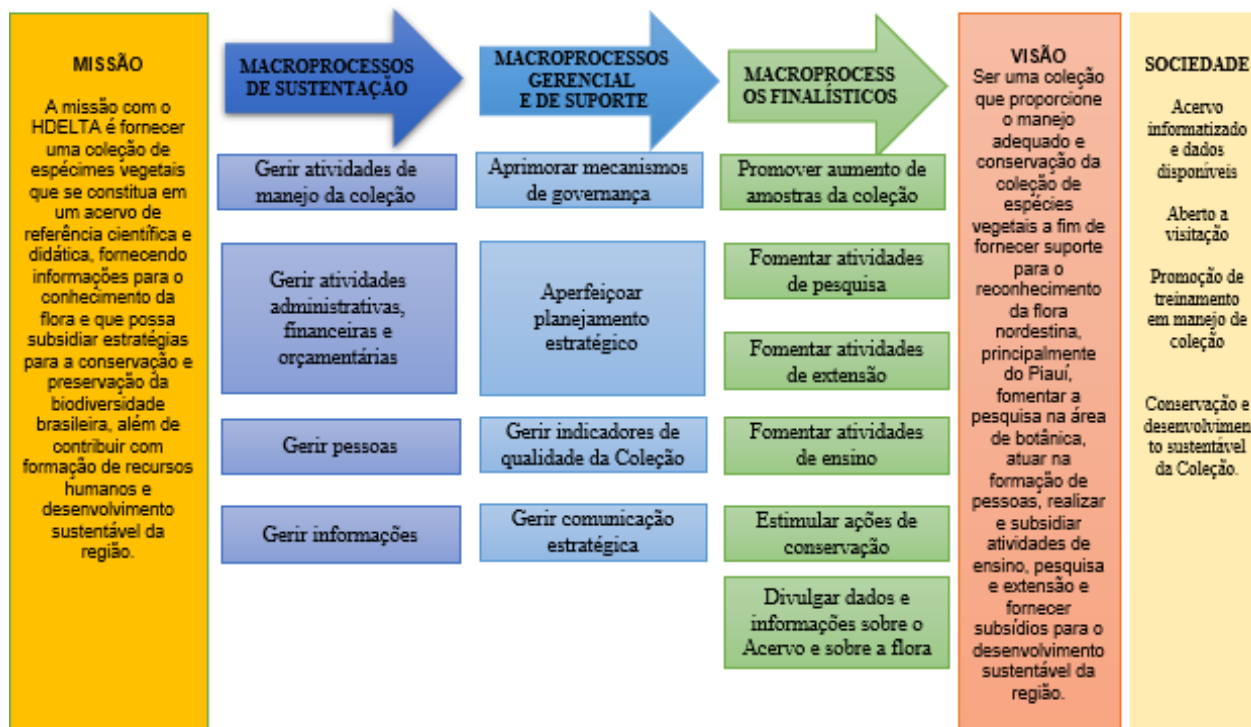 MISSÃO
A missão com o
HDELTA é fornecer
uma coleção de
espécimes vegetais
que se constitua em
um acervo de
referência científica e
didática, fornecendo
informações para o
conhecimento da
flora e que possa
subsidiar estratégias
para a conservação e
preservação da
biodiversidade
brasileira, além de
contribuir com
formação de recursos
humanos e
desenvolvimento
sustentável da
região.
MACROPROCESSOS
DE SUSTENTAÇÃO
Gerir atividades de
manejo da coleção
Gerir atividades
administrativas,
financeiras e
orçamentárias
Gerir pessoas
Gerir informações
MACROPROCESSOS
GERENCIAL
E DE SUPORTE
Aprimorar mecanismos
de governança
Aperfeiçoar
planejamento
estratégico
Gerir indicadores de
qualidade da Coleção
Gerir comunicação
estratégica
MACROPROCESS
OS FINALÍSTICOS
Promover aumento de
amostras da coleção
Fomentar atividades
de pesquisa
Fomentar atividades
de extensão
Fomentar atividades
de ensino
Estimular ações de
conservação
Divulgar dados e
informações sobre o
Acervo e sobre a flora
VISÃO
Ser uma coleção
que proporcione
o manejo
adequado e
conservação da
coleção de
espécies
vegetais a fim de
fornecer suporte
para o
reconhecimento
da flora
nordestina,
principalmente
do Piauí,
fomentar a
pesquisa na área
de botânica,
atuar na
formação de
pessoas, realizar
e subsidiar
atividades de
ensino, pesquisa
e extensão e
fornecer
subsídios para o
desenvolvimento
sustentável da
região.
SOCIEDADE
Acervo
informatizado
e dados
disponíveis
Aberto a
visitação
Promoção de
treinamento
em manejo de
coleção
Conservação e
desenvolvimen
to sustentável
da Coleção.